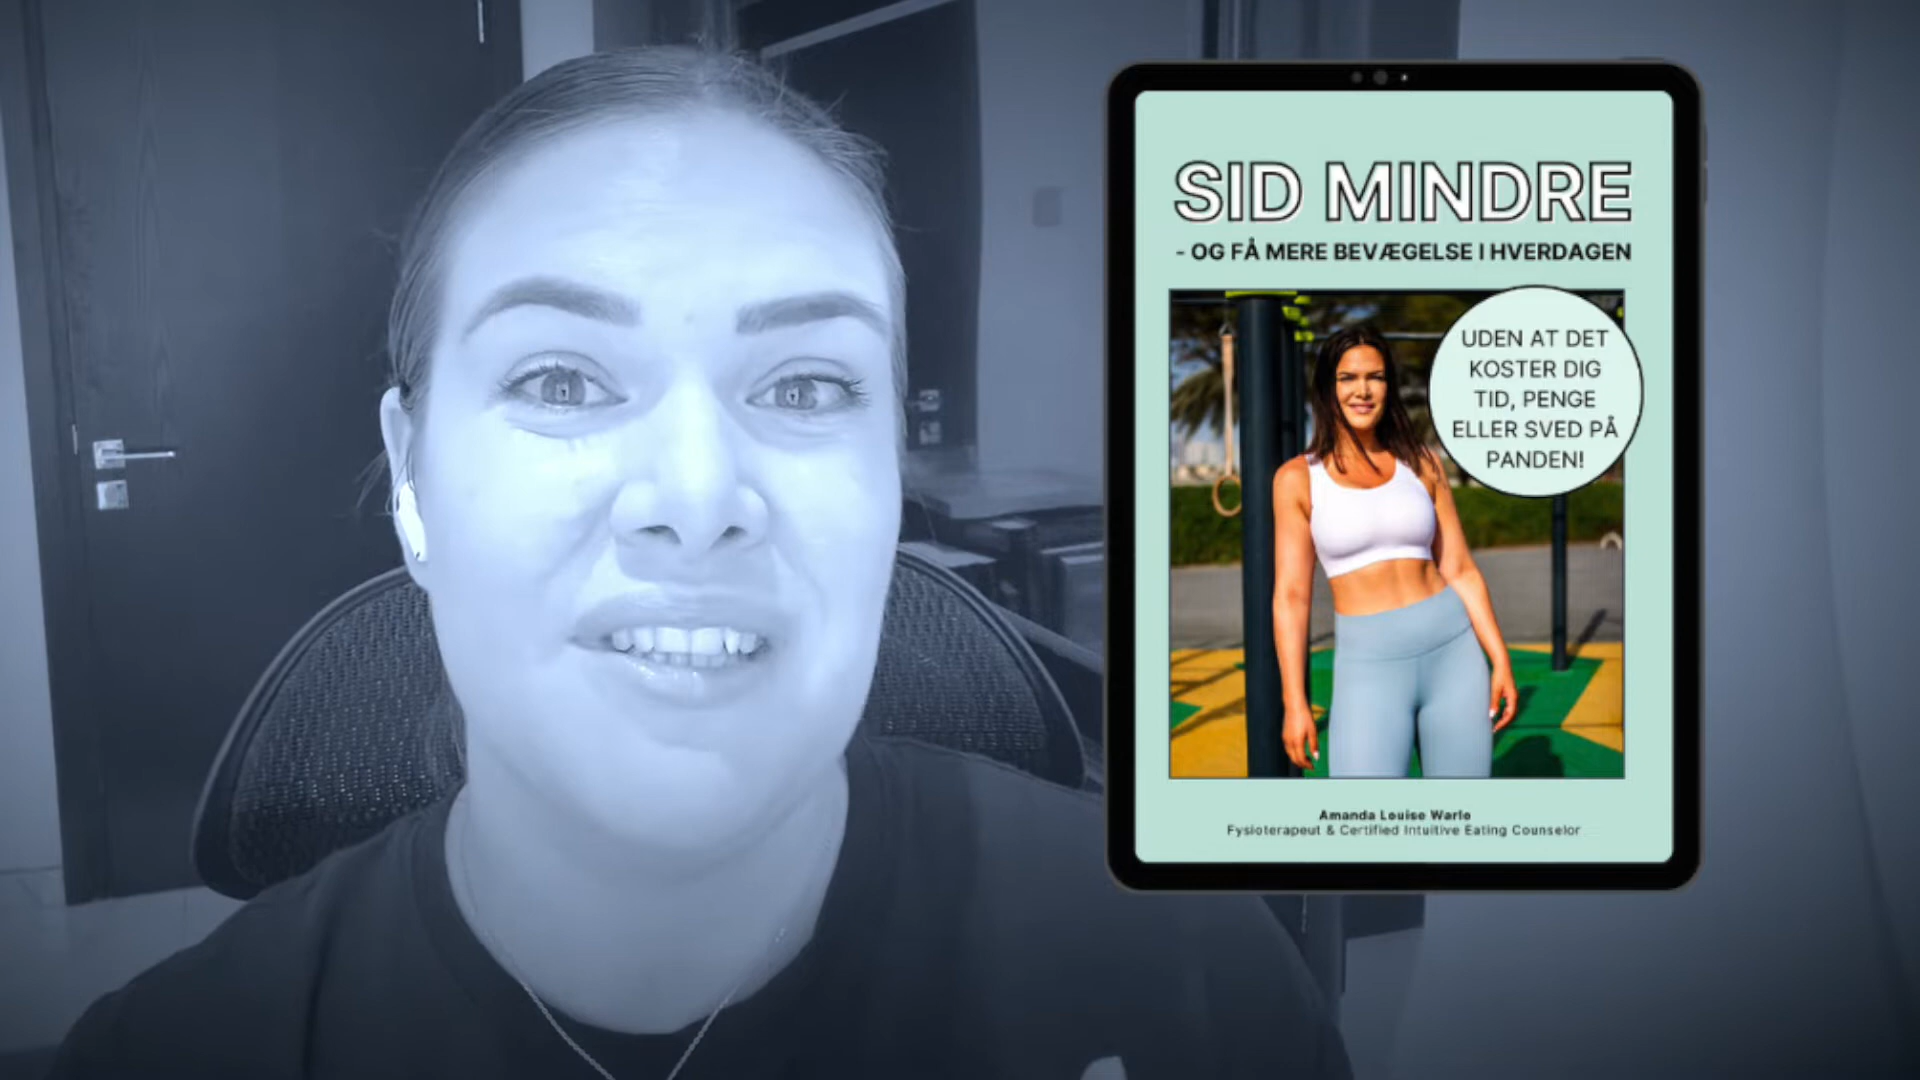 SID MINDRE
- OG FÅ MERE BEVÆGELSE I HVERDAGEN
UDEN AT DET
KOSTER DIG
TID, PENGE
ELLER SVED PÅ
PANDEN!
Amanda Louise Warlo
Fysioterapeut & Certified Intuitive Eating Counselor